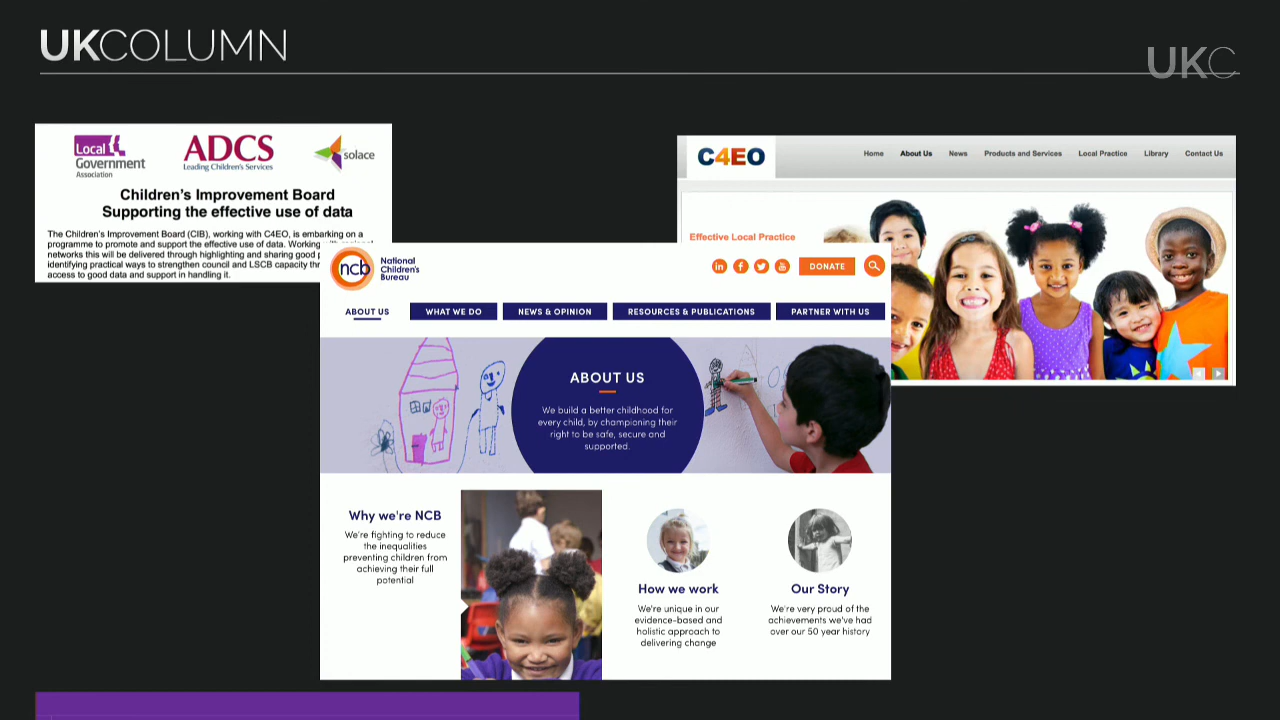 UKCOLUMN
UKC
Local
Government
Association
ADCS
Leading Children's Services
solace
Children's Improvement Board
Supporting the effective use of data
The Children's Improvement Board (CIB), working with C4EO, is embarking on a
programme to promote and support the effective use of data. Working with regional
networks this will be delivered through highlighting and sharing good
identifying practical ways to strengthen council and LSCB capacity
access to good data and support in handling it.
C4EO
Home About Us News Products and Services Local Practice Library Contact Us
Effective Local Practice
ncb
National
Children's
Bureau
DONATE
ABOUT US WHAT WE DO NEWS & OPINION RESOURCES & PUBLICATIONS PARTNER WITH US
ABOUT US
We build a better childhood for
every child, by championing their
right to be safe, secure and
supported.
Why we're NCB
We're fighting to reduce
the inequalities
preventing children from
achieving their full
potential
How we work
We're unique in our
evidence-based and
holistic approach to
delivering change
Our Story
We're very proud of the
achievements we've had
over our 50 year history